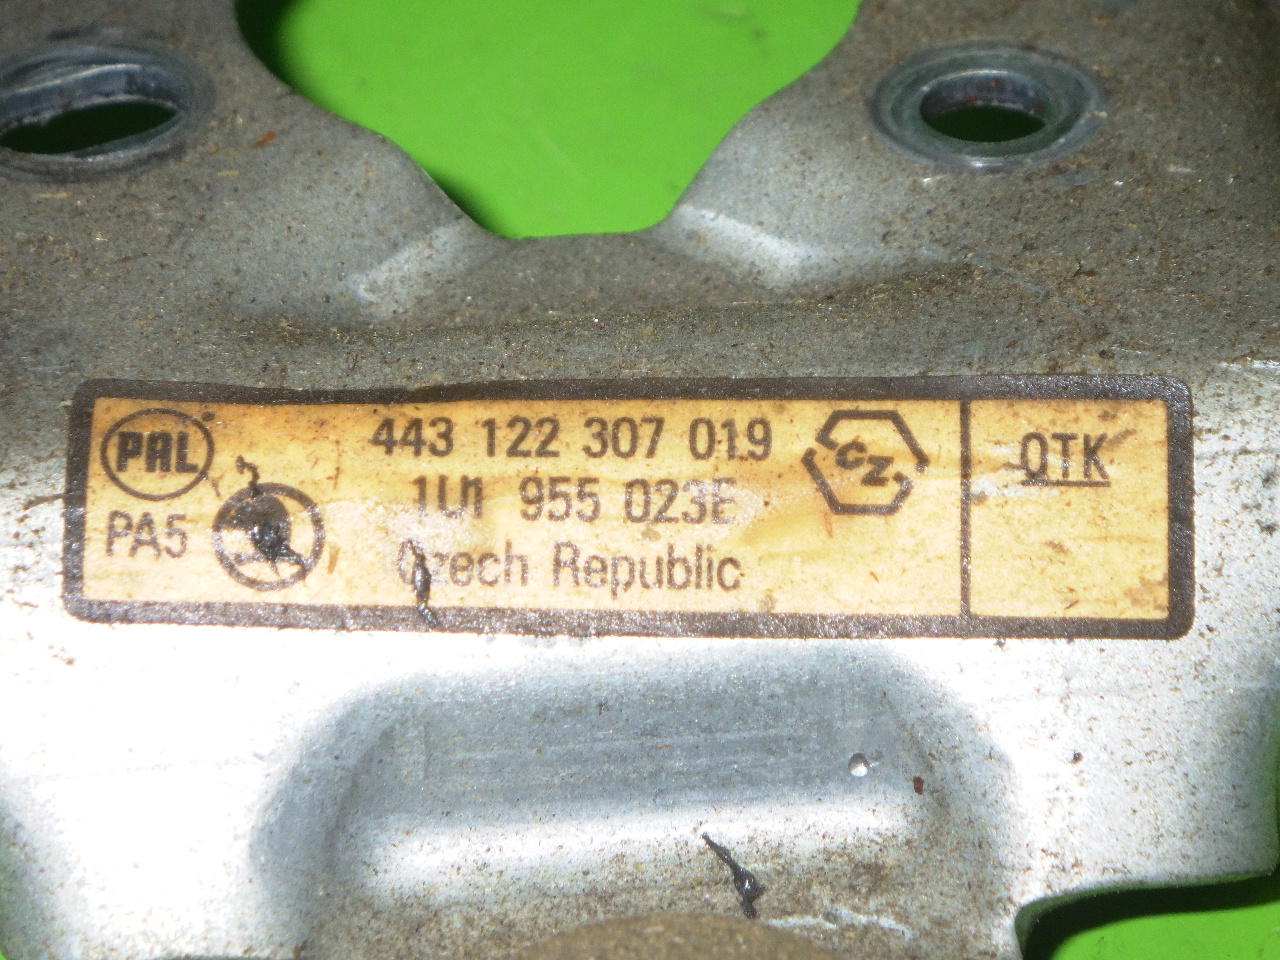 PAL 443 122 307 019 CZ OTK
1U1 955 023E
PA5 Czech Republic